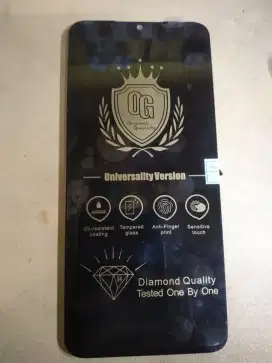 OG
Original
Quality
Universality Version
Oil-resistant
coating
Tempered
glass
Anti-Finger
print
Sensitive
touch
H
Diamond Quality
Tested One By One